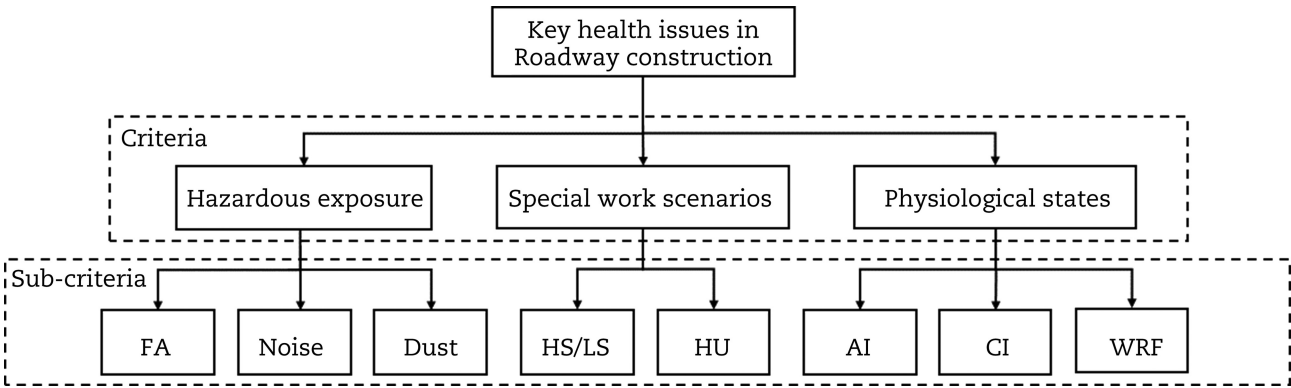 Key health issues in
Roadway construction
Criteria
Hazardous exposure
Special work scenarios
Physiological states
Sub-criteria
FA
Noise
Dust
HS/LS
HU
AI
CI
WRF